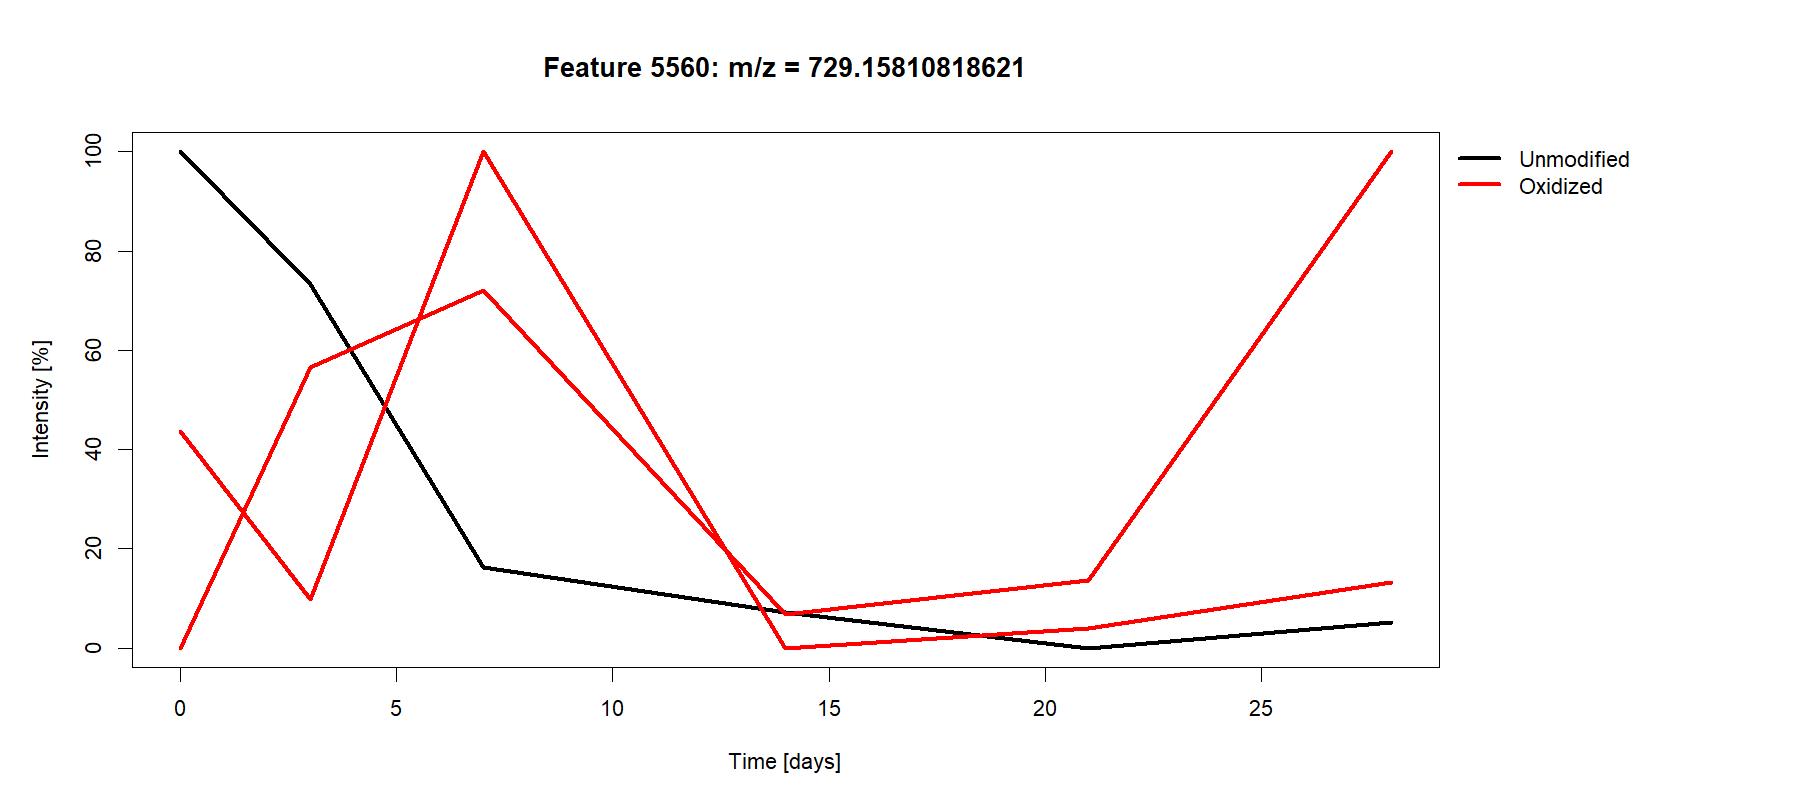 Feature 5560: m/z = 729.15810818621
Unmodified
Oxidized
Intensity [%]
100
80
60
40
20
0
0 5 10 15 20 25
Time [days]